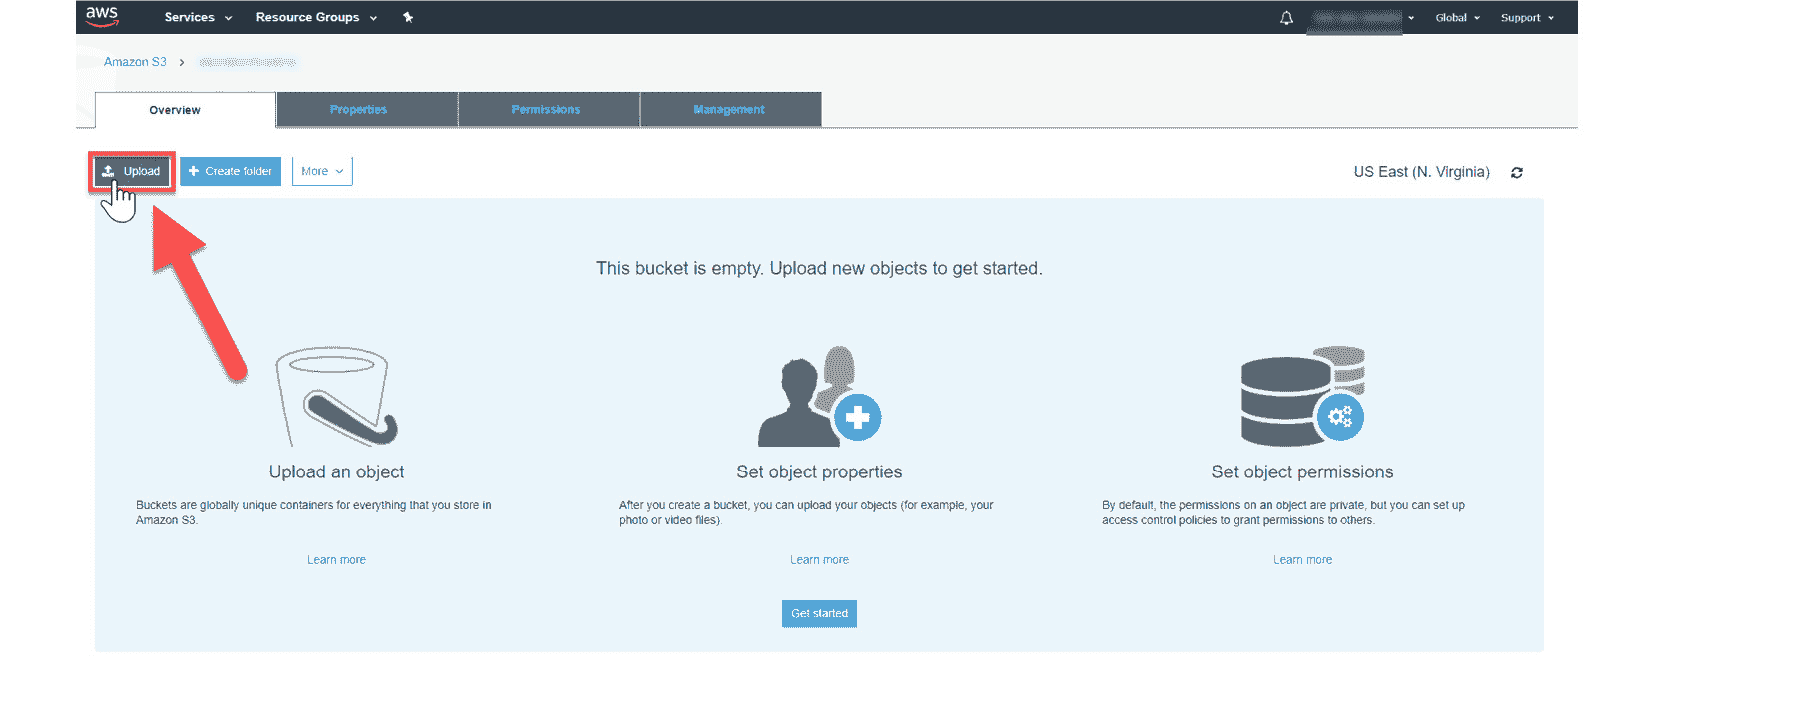 aws Services Resource Groups Global Support
Amazon S3 >
Overview Properties Permissions Management
Upload Create folder More US East (N. Virginia)
This bucket is empty. Upload new objects to get started.
Upload an object
Buckets are globally unique containers for everything that you store in
Amazon S3.
Learn more
Set object properties
After you create a bucket, you can upload your objects (for example, your
photo or video files).
Learn more
Set object permissions
By default, the permissions on an object are private, but you can set up
access control policies to grant permissions to others.
Learn more
Get started